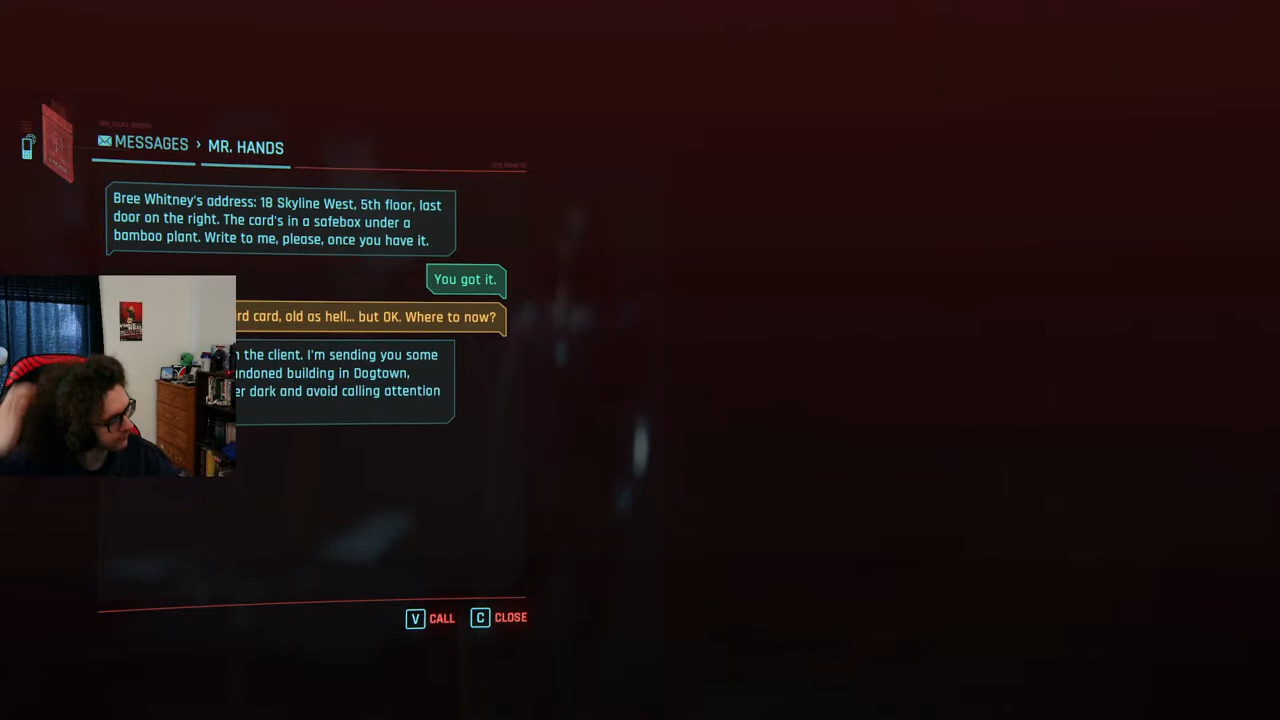 MESSAGES › MR. HANDS
Bree Whitney's address: 18 Skyline West, 5th floor, last
door on the right. The card's in a safebox under a
bamboo plant. Write to me, please, once you have it.
You got it.
card, old as hell... but OK. Where to now?
the client. I'm sending you some
building in Dogtown,
dark and avoid calling attention
V CALL C CLOSE